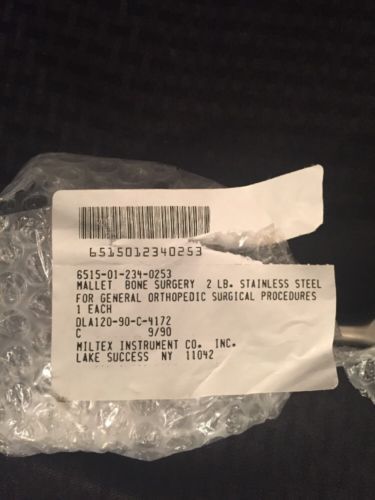 6515012340253
6515-01-234-0253
MALLET BONE SURGERY 2 LB. STAINLESS STEEL
FOR GENERAL ORTHOPEDIC SURGICAL PROCEDURES
1 EACH
DLA120-90-C-4172
C 9/90
MILTEX INSTRUMENT CO. INC.
LAKE SUCCESS NY 11042